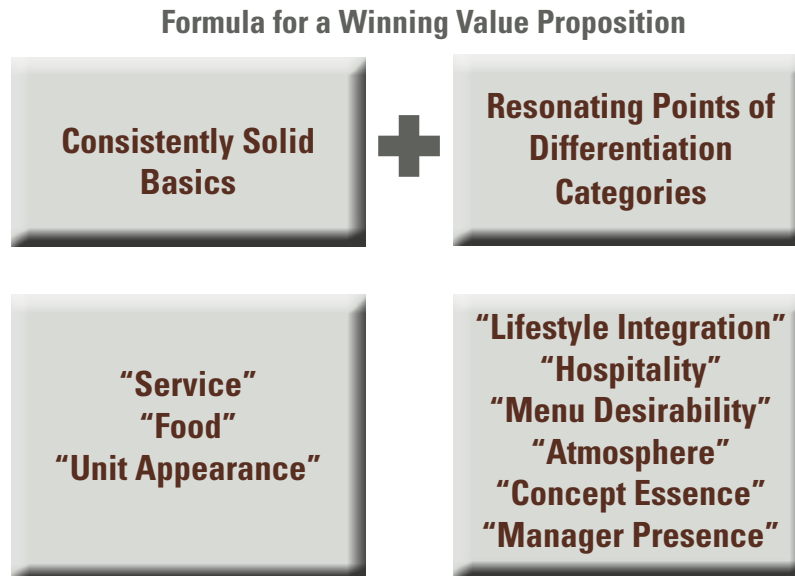 Formula for a Winning Value Proposition
Consistently Solid
Basics
Resonating Points of
Differentiation
Categories
“Service”
“Food”
“Unit Appearance”
“Lifestyle Integration”
“Hospitality”
“Menu Desirability”
“Atmosphere”
“Concept Essence”
“Manager Presence”